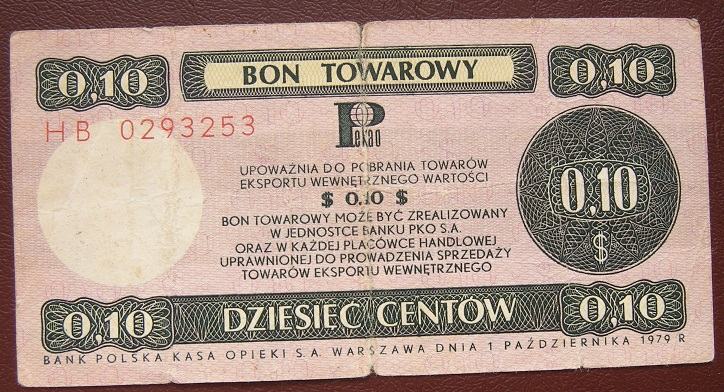 0,10 BON TOWAROWY 0,10
HB 0293253
Pekao
UPOWAŻNIA DO POBRANIA TOWARÓW
EKSPORTU WEWNĘTRZNEGO WARTOŚCI
$ 0,10 $
BON TOWAROWY MOŻE BYĆ ZREALIZOWANY
W JEDNOSTCE BANKU PKO S.A.
ORAZ W KAŻDEJ PLACÓWCE HANDLOWEJ
UPRAWNIONEJ DO PROWADZENIA SPRZEDAŻY
TOWARÓW EKSPORTU WEWNĘTRZNEGO
0,10
$
0,10 DZIESIĘĆ CENTÓW 0,10
BANK POLSKA KASA OPIEKI S.A. WARSZAWA DNIA 1 PAŹDZIERNIKA 1979 R